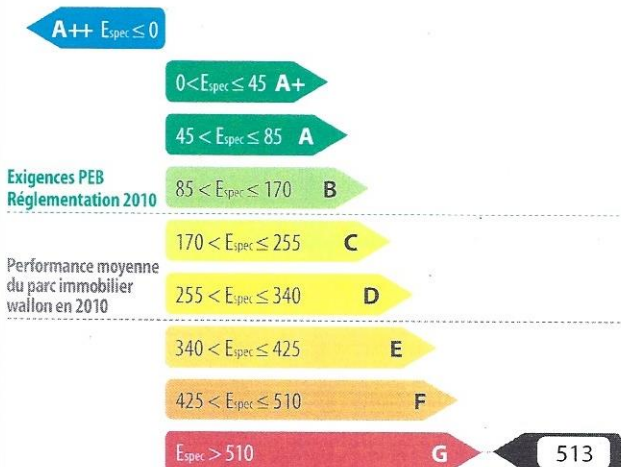 A++ Espec ≤ 0
0<Espec ≤ 45 A+
45 < Espec ≤ 85 A
Exigences PEB
Réglementation 2010
85 < Espec ≤ 170 B
170 < Espec ≤ 255 C
Performance moyenne
du parc immobilier
wallon en 2010
255 < Espec ≤ 340 D
340 < Espec ≤ 425 E
425 < Espec ≤ 510 F
Espec > 510 G 513